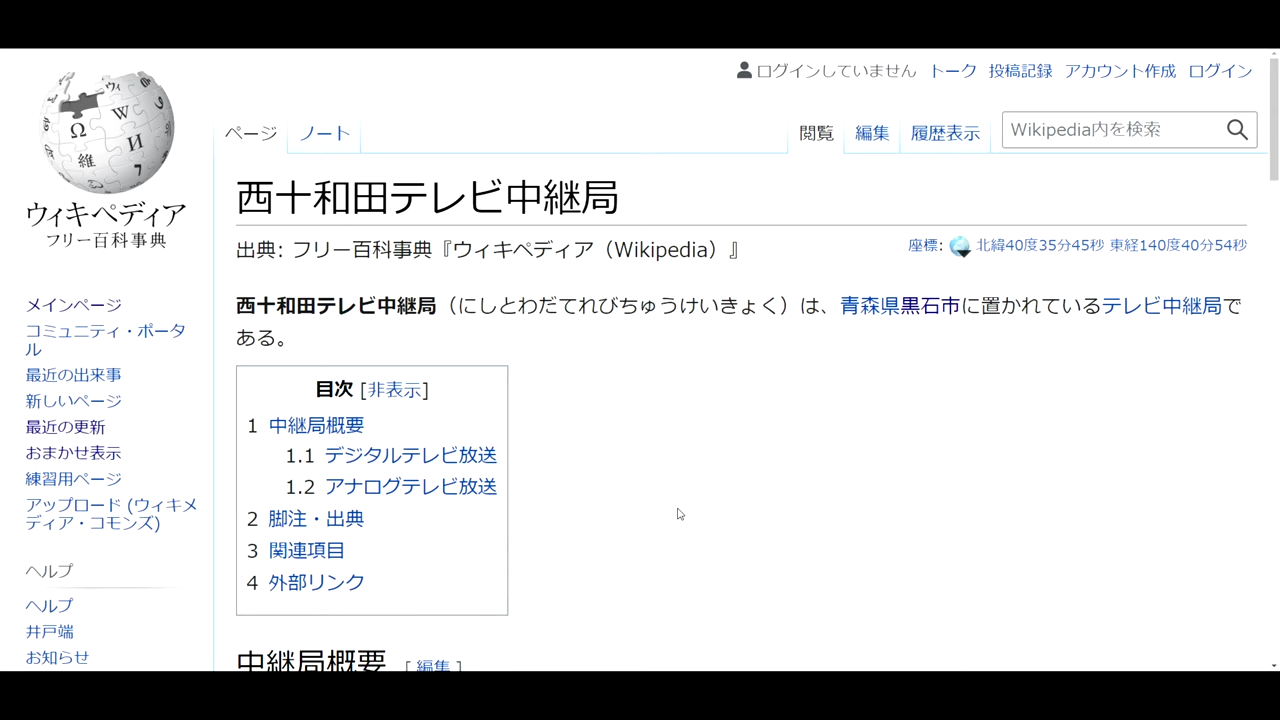 ログインしていません トーク 投稿記録 アカウント作成 ログイン
ページ ノート 閲覧 編集 履歴表示 Wikipedia内を検索
ウィキペディア
フリー百科事典
メインページ
コミュニティ・ポータ
ル
最近の出来事
新しいページ
最近の更新
おまかせ表示
練習用ページ
アップロード (ウィキメ
ディア・コモンズ)
ヘルプ
ヘルプ
井戸端
お知らせ
西十和田テレビ中継局
出典: フリー百科事典『ウィキペディア（Wikipedia）』
座標: 北緯40度35分45秒 東経140度40分54秒
西十和田テレビ中継局（にしとわだてれびちゅうけいきょく）は、青森県黒石市に置かれているテレビ中継局で
ある。
目次 [非表示]
1 中継局概要
1.1 デジタルテレビ放送
1.2 アナログテレビ放送
2 脚注・出典
3 関連項目
4 外部リンク
中継局概要 [ 編集 ]